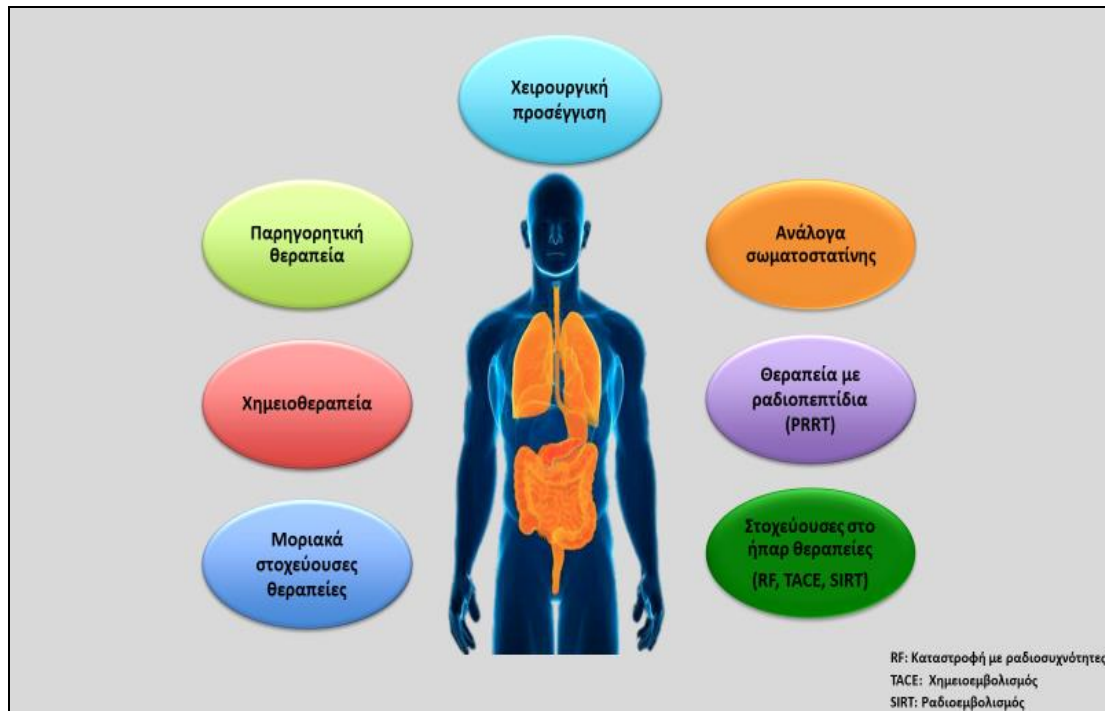 Χειρουργική
προσέγγιση
Παρηγορητική
θεραπεία
Ανάλογα
σωματοστατίνης
Χημειοθεραπεία
Θεραπεία με
ραδιοπεπτίδια
(PRRT)
Μοριακά
στοχεύουσες
θεραπείες
Στοχεύουσες στο
ήπαρ θεραπείες
(RF, TACE, SIRT)
RF: Καταστροφή με ραδιοσυχνότητες
TACE: Χημειοεμβολισμός
SIRT: Ραδιοεμβολισμός